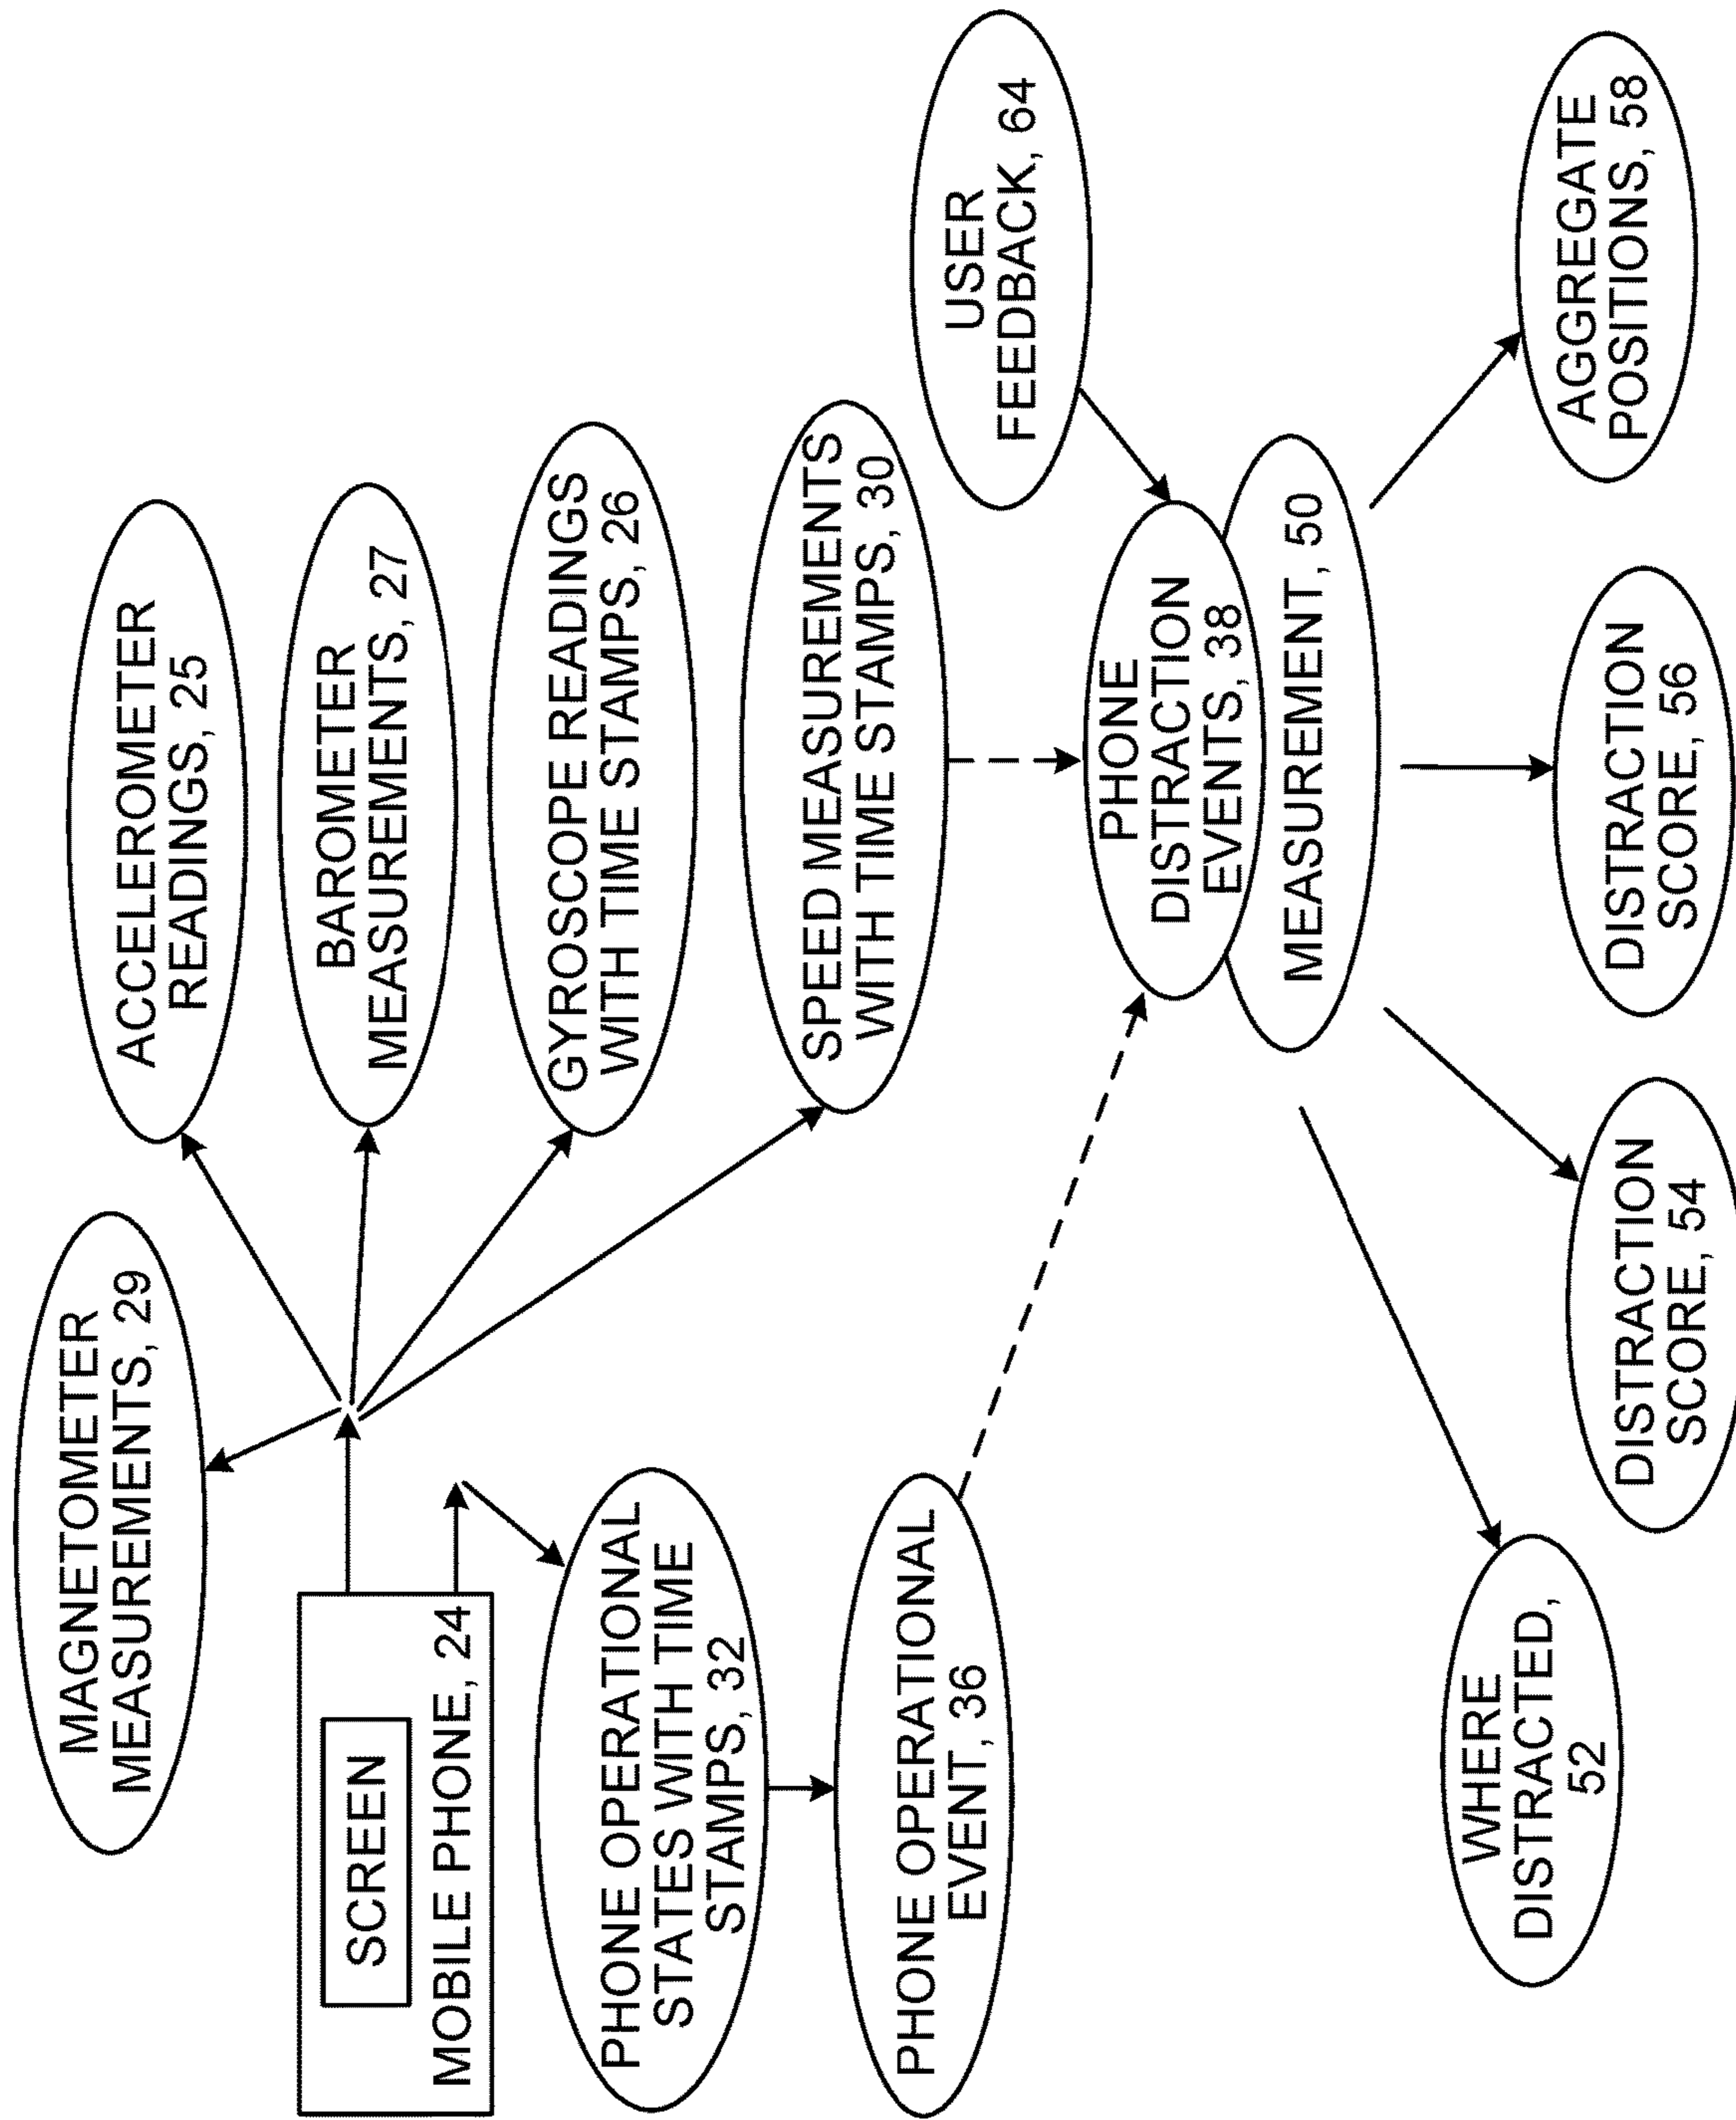 MAGNETOMETER
MEASUREMENTS, 29
ACCELEROMETER
READINGS, 25
BAROMETER
MEASUREMENTS, 27
GYROSCOPE READINGS
WITH TIME STAMPS, 26
SPEED MEASUREMENTS
WITH TIME STAMPS, 30
SCREEN
MOBILE PHONE, 24
PHONE OPERATIONAL
STATES WITH TIME
STAMPS, 32
PHONE OPERATIONAL
EVENT, 36
USER
FEEDBACK, 64
PHONE
DISTRACTION
EVENTS, 38
MEASUREMENT, 50
WHERE
DISTRACTED,
52
DISTRACTION
SCORE, 54
DISTRACTION
SCORE, 56
AGGREGATE
POSITIONS, 58